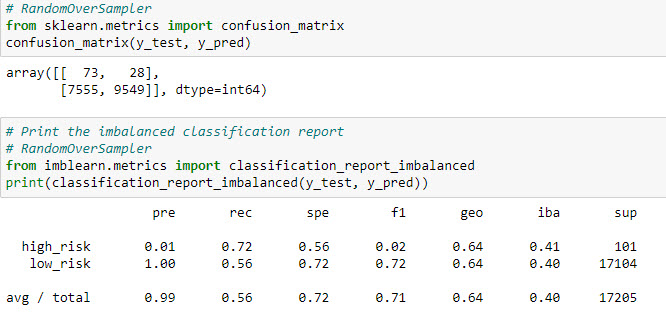 # RandomOverSampler
from sklearn.metrics import confusion_matrix
confusion_matrix(y_test, y_pred)
array([[  73,   28],
       [7555, 9549]], dtype=int64)
# Print the imbalanced classification report
# RandomOverSampler
from imblearn.metrics import classification_report_imbalanced
print(classification_report_imbalanced(y_test, y_pred))
pre rec spe f1 geo iba sup
high_risk 0.01 0.72 0.56 0.02 0.64 0.41 101
low_risk 1.00 0.56 0.72 0.72 0.64 0.40 17104
avg / total 0.99 0.56 0.72 0.71 0.64 0.40 17205